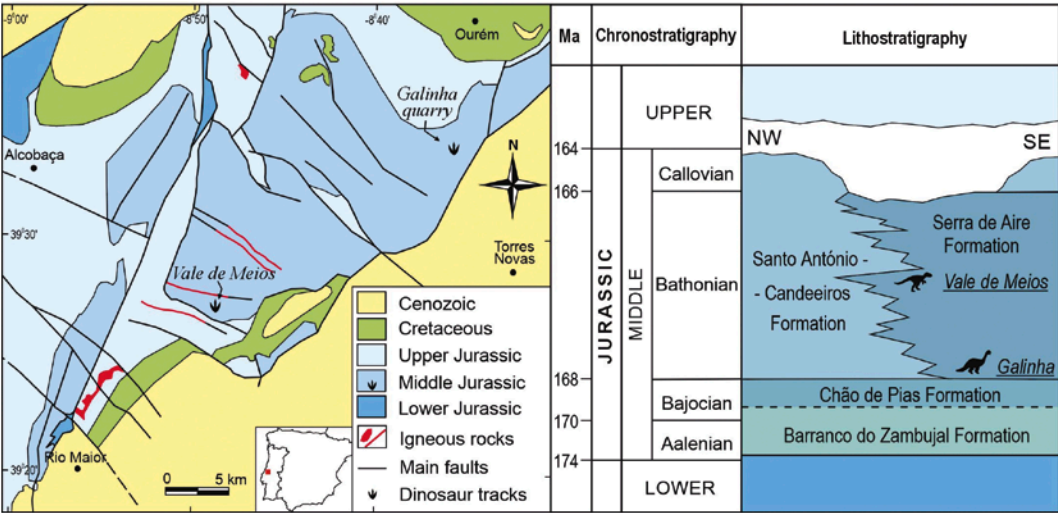 -9°00'
-8°50'
-8°40'
Ourém
Galinha
quarry
Alcobaça
N
39°30'
Torres
Novas
Vale de Meios
Rio Maior
39°20'
0
5 km
Cenozoic
Cretaceous
Upper Jurassic
Middle Jurassic
Lower Jurassic
Igneous rocks
Main faults
Dinosaur tracks
Ma
Chronostratigraphy
Lithostratigraphy
164
166
168
170
174
JURASSIC
MIDDLE
UPPER
Callovian
Bathonian
Bajocian
Aalenian
LOWER
NW
SE
Santo António -
- Candeeiros
Formation
Serra de Aire
Formation
Vale de Meios
Galinha
Chão de Pias Formation
Barranco do Zambujal Formation